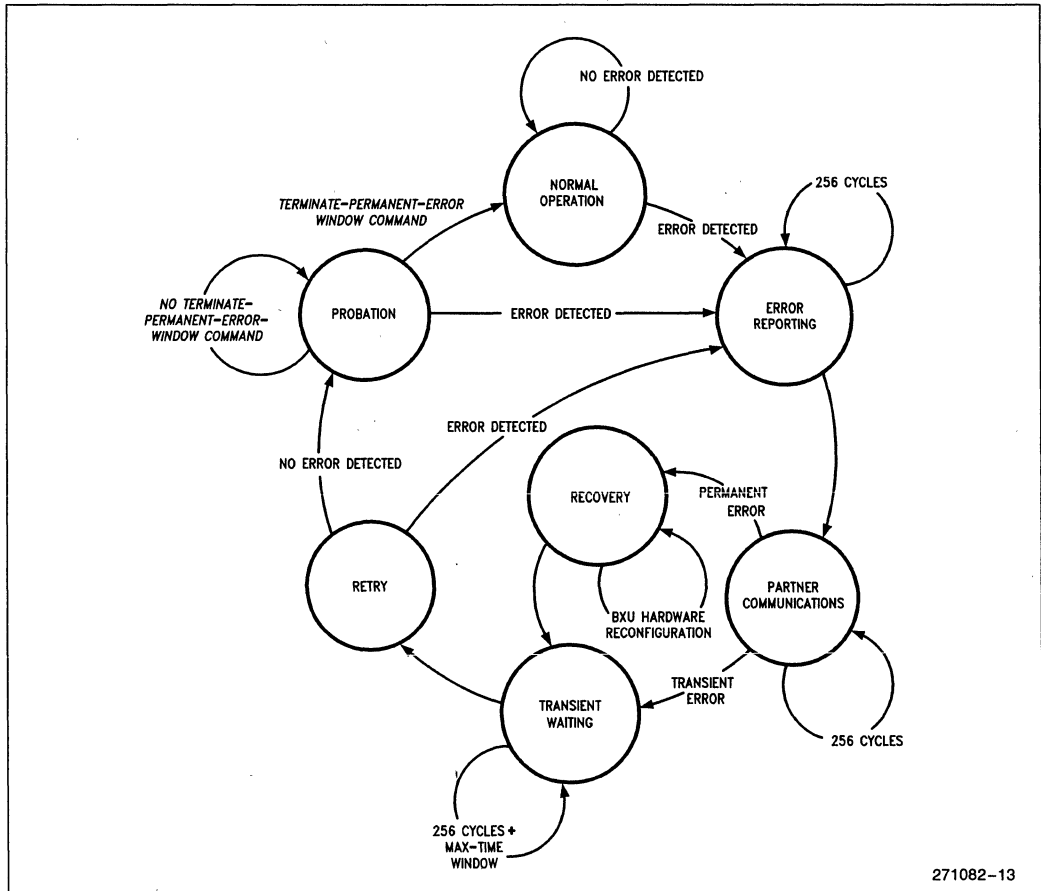 NO ERROR DETECTED
NORMAL
OPERATION
TERMINATE-PERMANENT-ERROR
WINDOW COMMAND
256 CYCLES
ERROR DETECTED
NO TERMINATE-
PERMANENT-ERROR-
WINDOW COMMAND
PROBATION
ERROR DETECTED
ERROR
REPORTING
ERROR DETECTED
NO ERROR DETECTED
RECOVERY
PERMANENT
ERROR
RETRY
BXU HARDWARE
RECONFIGURATION
PARTNER
COMMUNICATIONS
TRANSIENT
ERROR
TRANSIENT
WAITING
256 CYCLES
256 CYCLES +
MAX-TIME
WINDOW
271082-13